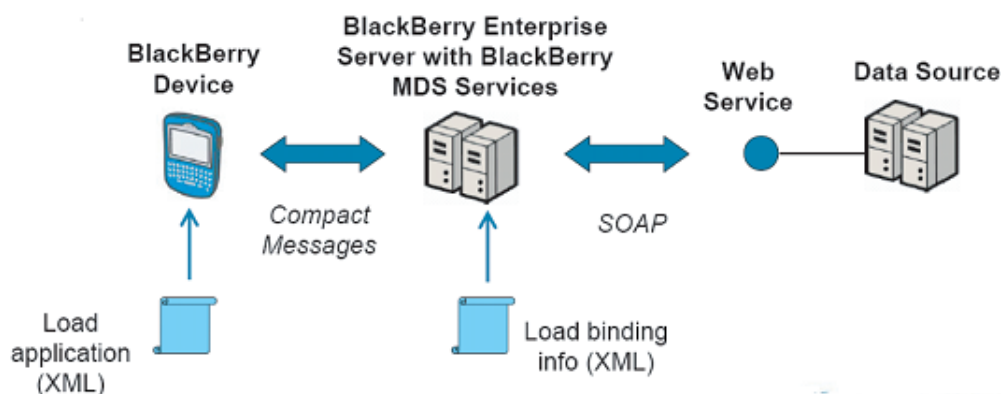 BlackBerry
Device
BlackBerry Enterprise
Server with BlackBerry
MDS Services
Web
Service
Data Source
Compact
Messages
SOAP
Load
application
(XML)
Load binding
info (XML)